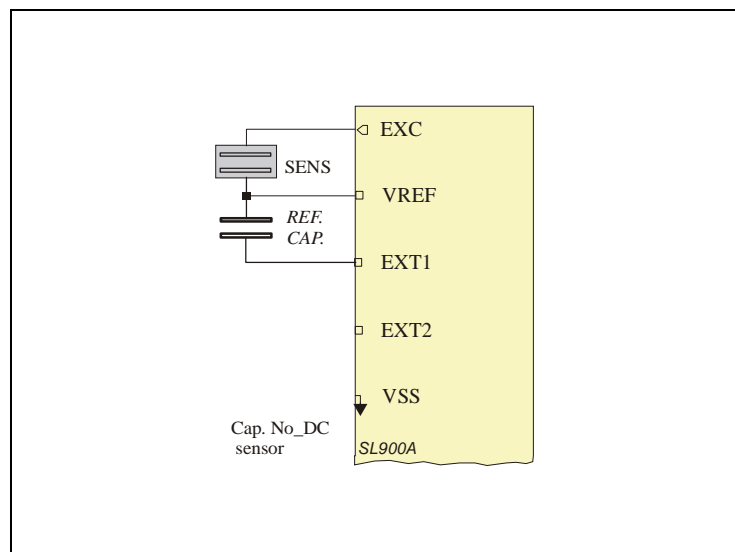 EXC
SENS
VREF
REF.
CAP.
EXT1
EXT2
VSS
Cap. No_DC
sensor
SL900A